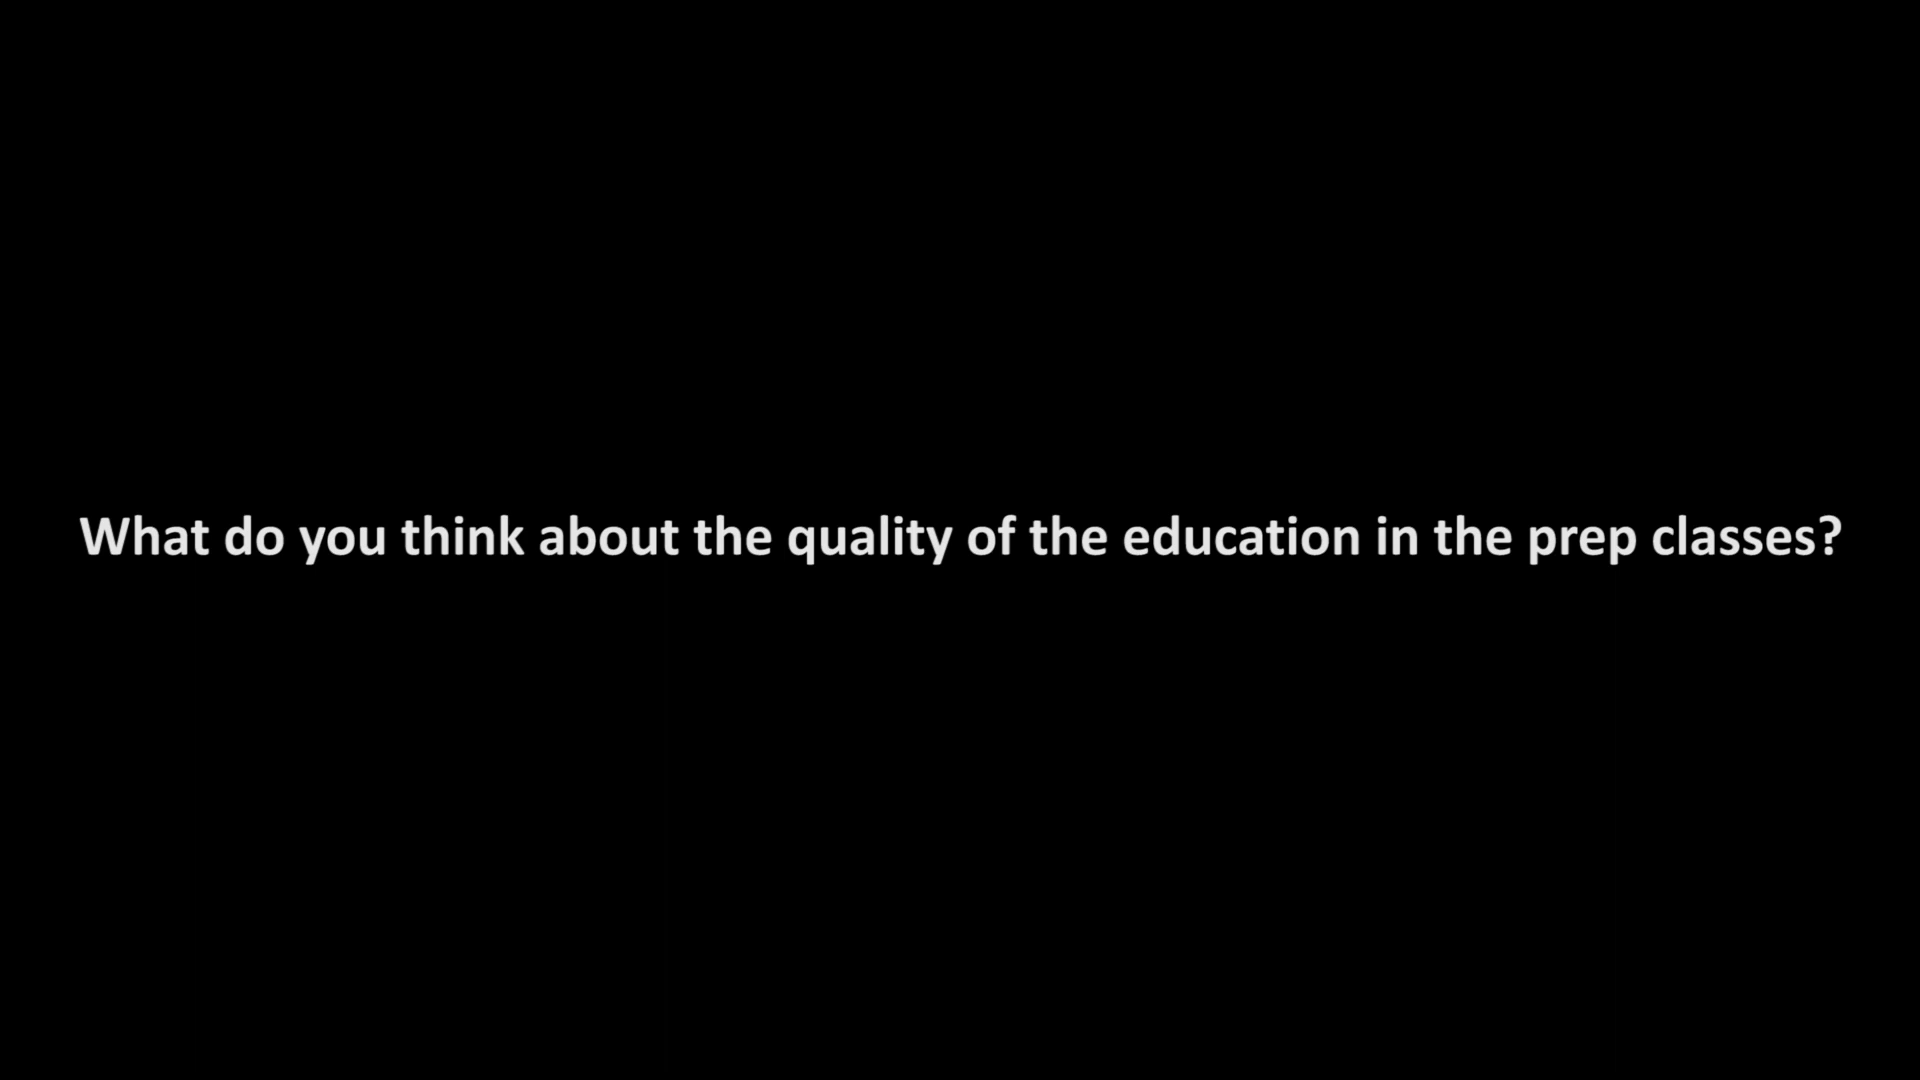 What do you think about the quality of the education in the prep classes?